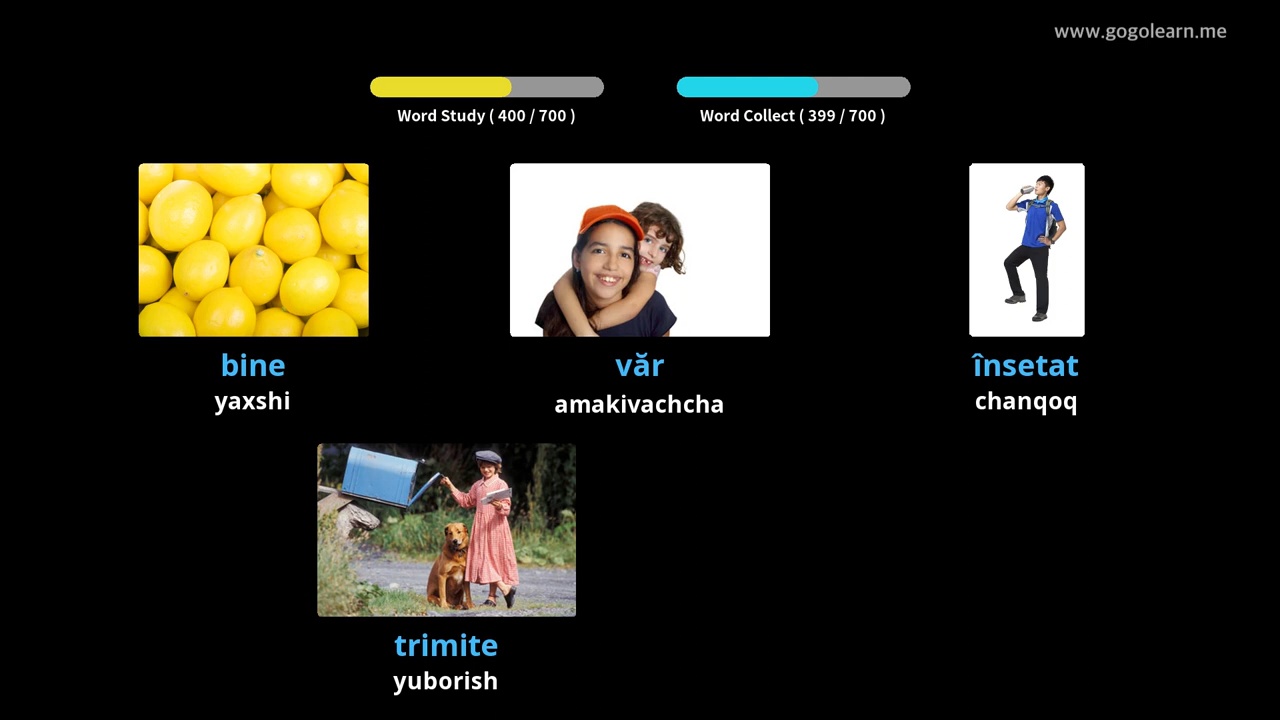 www.gogolearn.me
Word Study ( 400 / 700 )
Word Collect ( 399 / 700 )
bine
yaxshi
văr
amakivachcha
însetat
chanqoq
trimite
yuborish